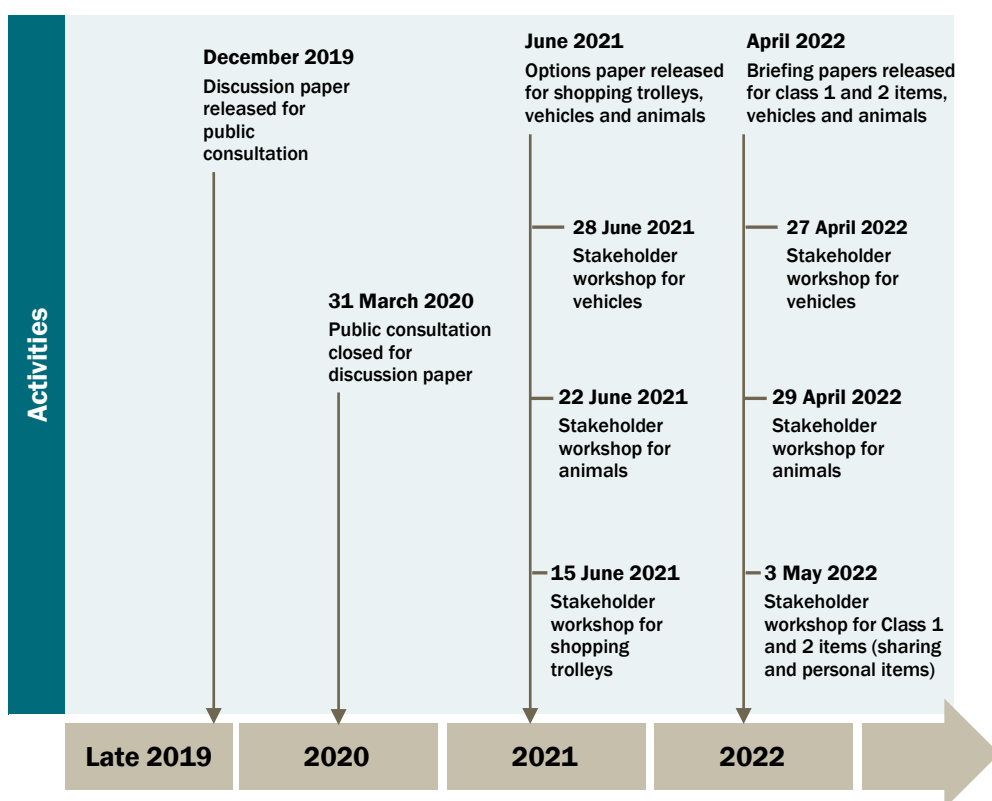 Activities
December 2019
Discussion paper
released for
public
consultation
31 March 2020
Public consultation
closed for
discussion paper
June 2021
Options paper released
for shopping trolleys,
vehicles and animals
28 June 2021
Stakeholder
workshop for
vehicles
22 June 2021
Stakeholder
workshop for
animals
15 June 2021
Stakeholder
workshop for
shopping
trolleys
April 2022
Briefing papers released
for class 1 and 2 items,
vehicles and animals
27 April 2022
Stakeholder
workshop for
vehicles
29 April 2022
Stakeholder
workshop for
animals
3 May 2022
Stakeholder
workshop for Class 1
and 2 items (sharing
and personal items)
Late 2019
2020
2021
2022